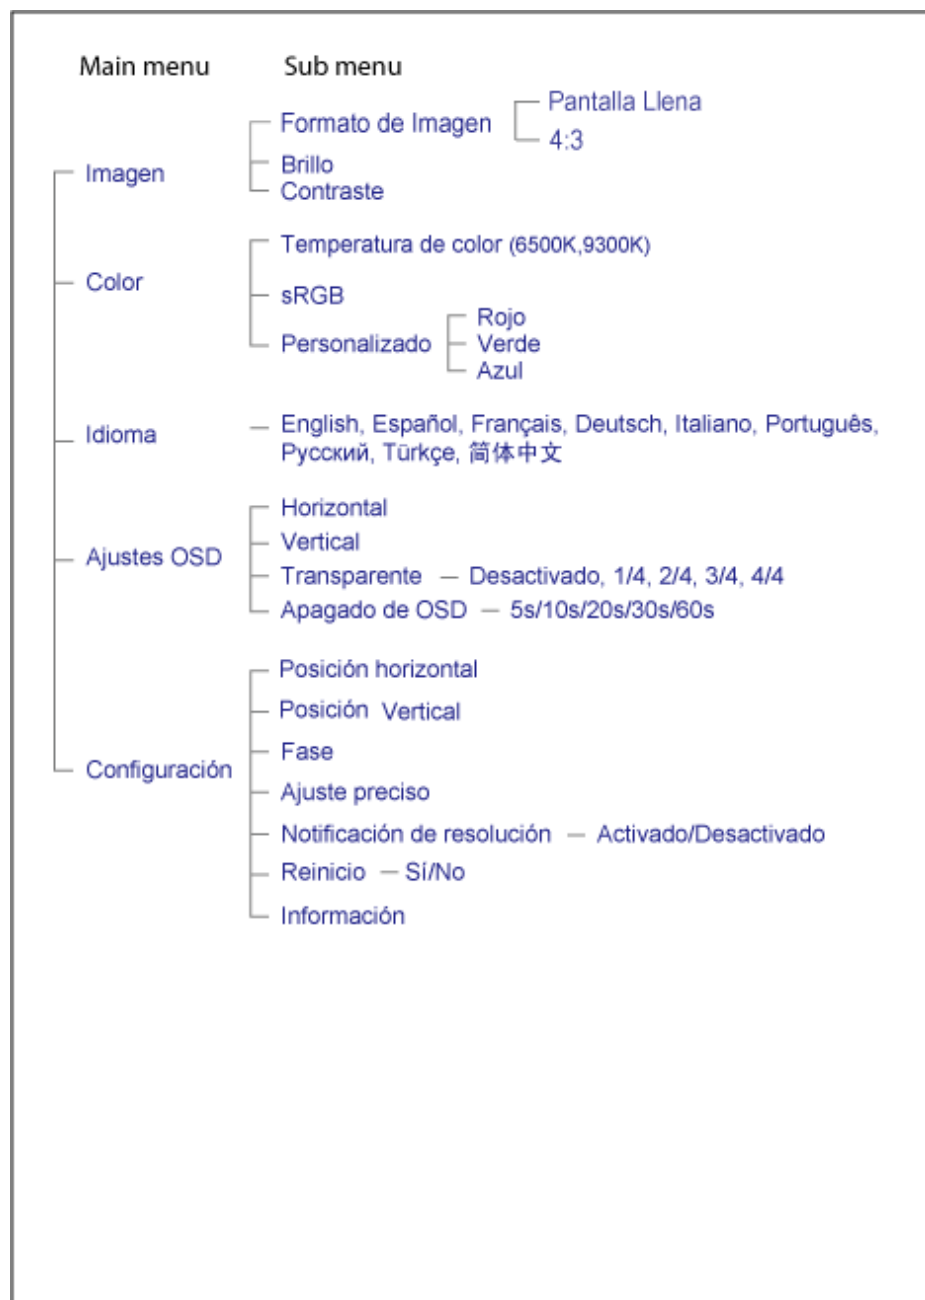 Main menu Sub menu
Pantalla Llena
Formato de Imagen
4:3
Brillo
Imagen
Contraste
Temperatura de color (6500K,9300K)
Color
sRGB
Rojo
Personalizado
Verde
Azul
English, Español, Français, Deutsch, Italiano, Português,
Idioma
Русский, Türkçe, 简体中文
Horizontal
Vertical
Ajustes OSD
Transparente — Desactivado, 1/4, 2/4, 3/4, 4/4
Apagado de OSD — 5s/10s/20s/30s/60s
Posición horizontal
Posición Vertical
Fase
Configuración
Ajuste preciso
Notificación de resolución — Activado/Desactivado
Reinicio — Sí/No
Información